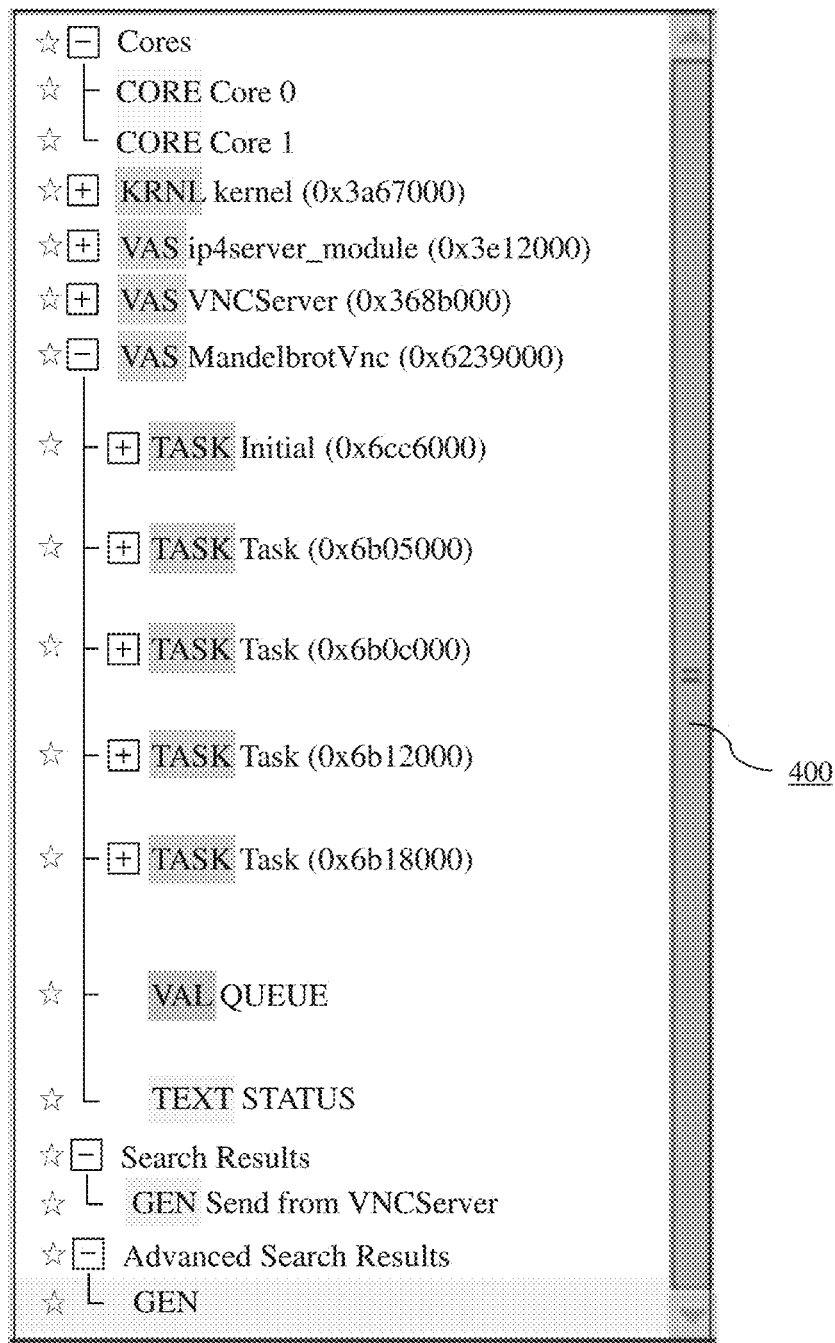 Cores
CORE Core 0
CORE Core 1
KRNL kernel (0x3a67000)
VAS ip4server_module (0x3e12000)
VAS VNCServer (0x368b000)
VAS MandelbrotVnc (0x6239000)
TASK Initial (0x6cc6000)
TASK Task (0x6b05000)
TASK Task (0x6b0c000)
TASK Task (0x6b12000)
400
TASK Task (0x6b18000)
VAL QUEUE
TEXT STATUS
Search Results
GEN Send from VNCServer
Advanced Search Results
GEN